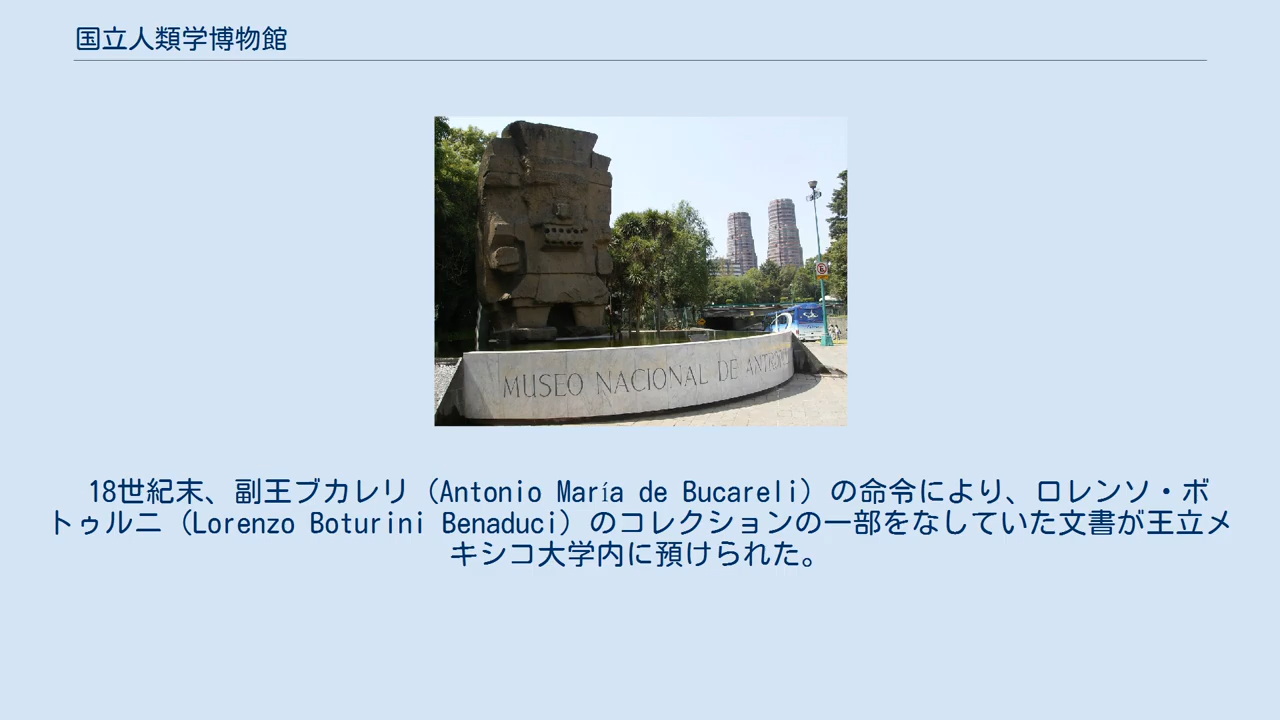 国立人類学博物館
MUSEO NACIONAL DE
18世紀末、副王ブカレリ（Antonio María de Bucareli）の命令により、ロレンソ・ボ
トゥルニ（Lorenzo Boturini Benaduci）のコレクションの一部をなしていた文書が王立メ
キシコ大学内に預けられた。